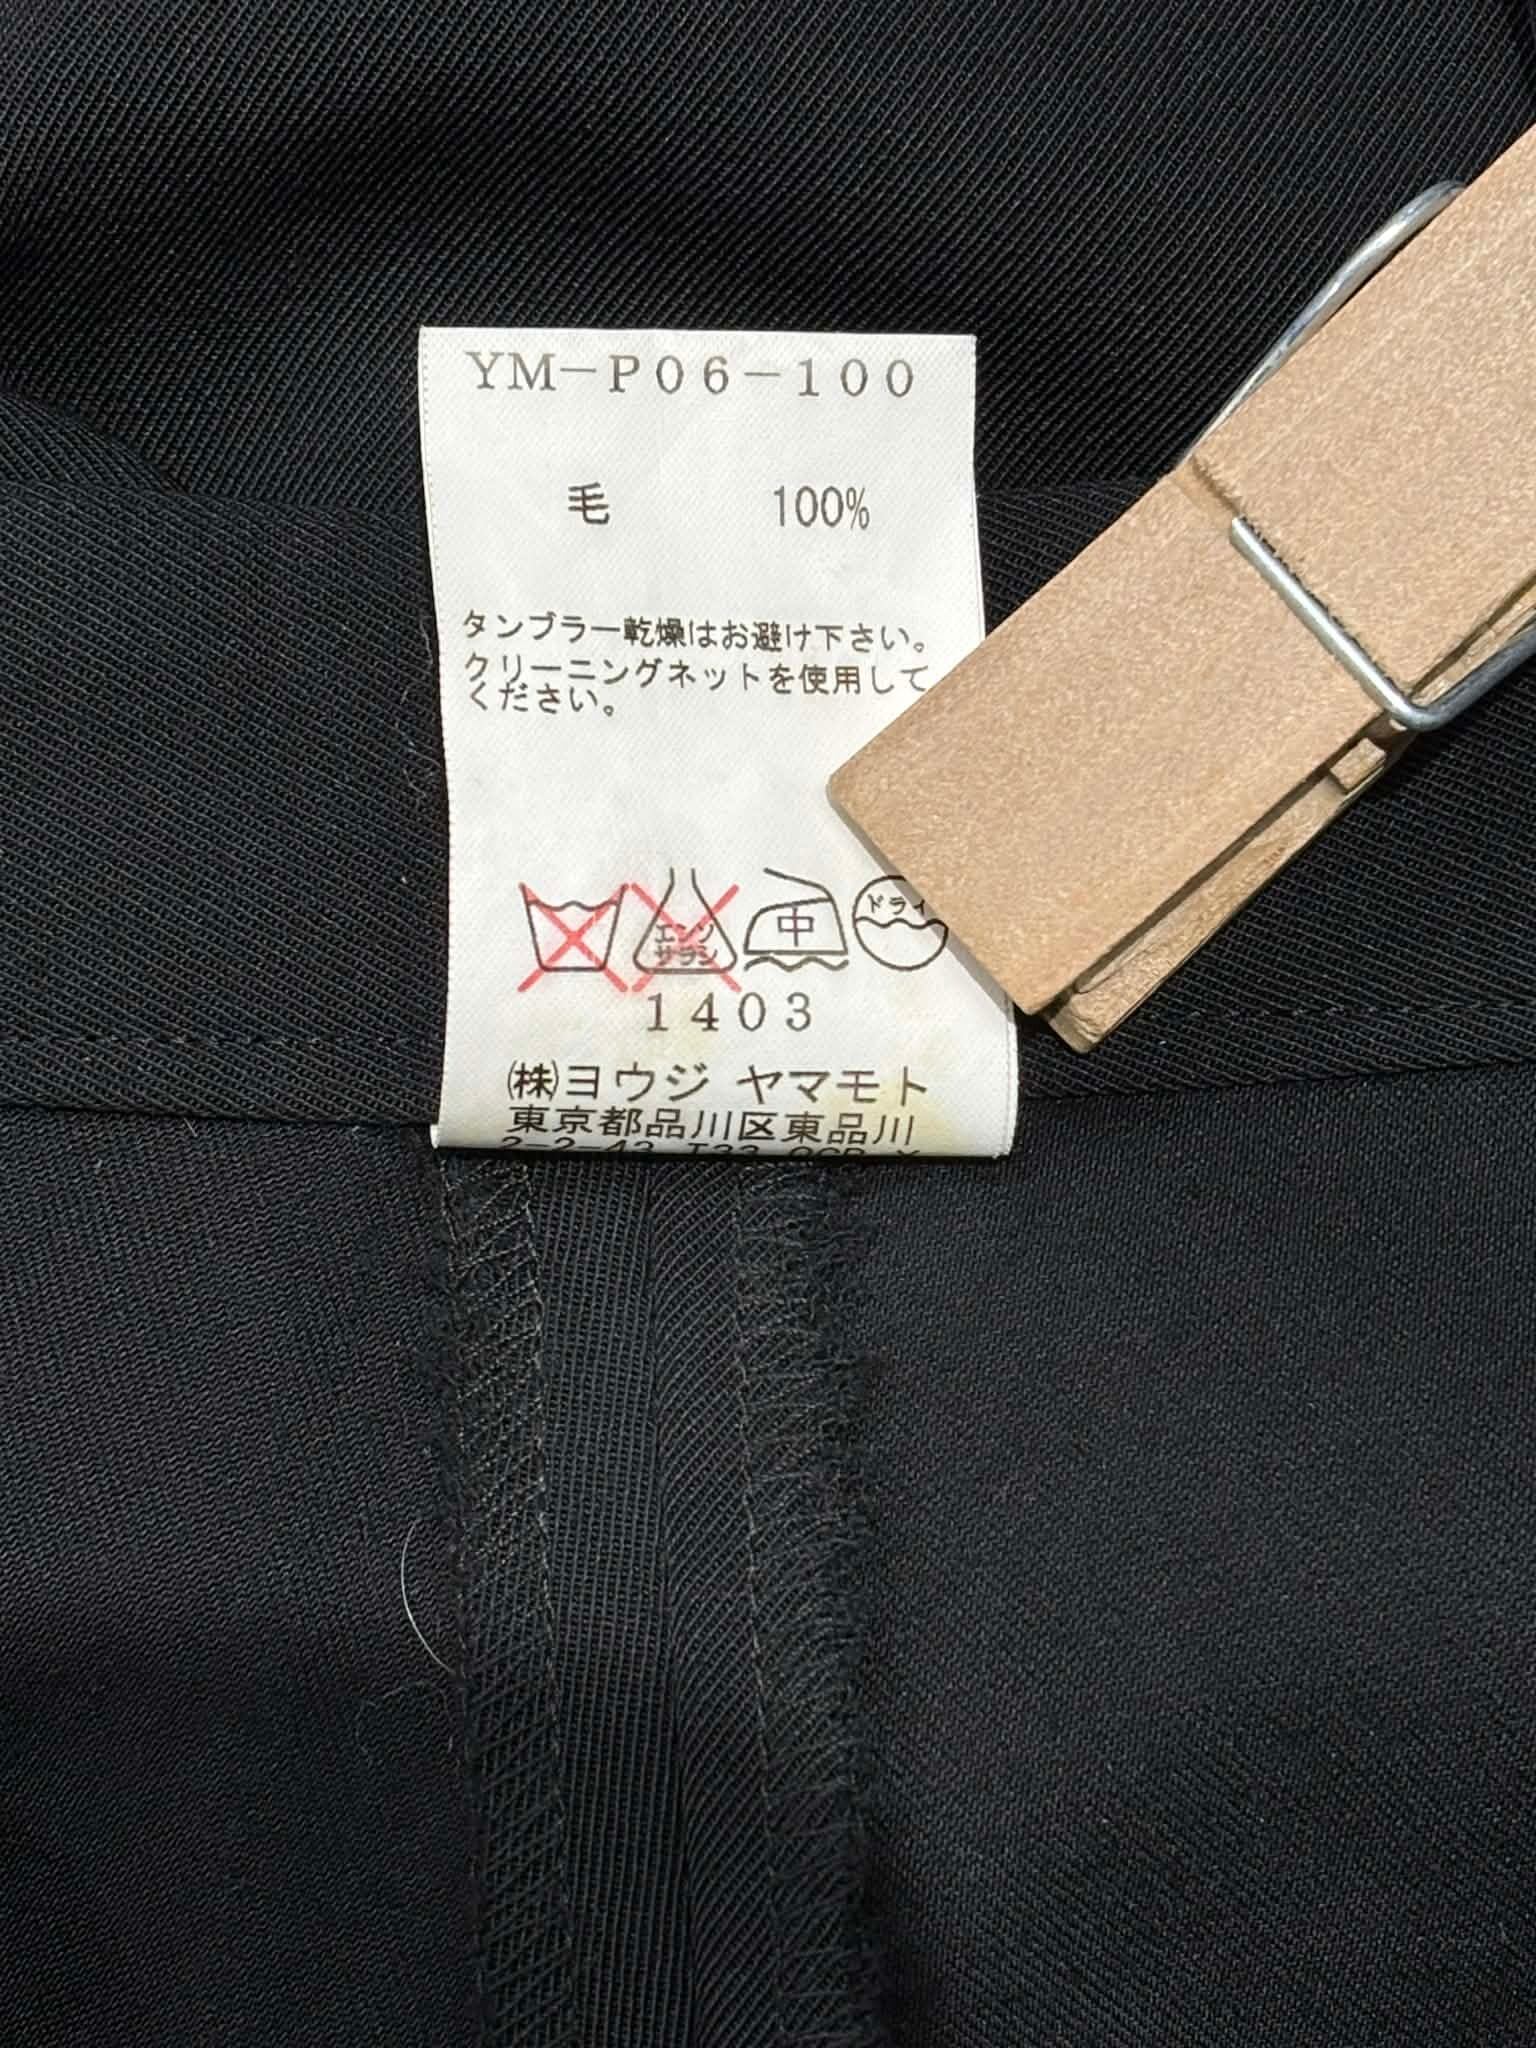 YM-P06-100
毛 100%
タンブラー乾燥はお避け下さい。
クリーニングネットを使用して
ください。
エンソ
サラシ
中
ドライ
1403
㈱ヨウジ ヤマモト
東京都品川区東品川
2-2-43